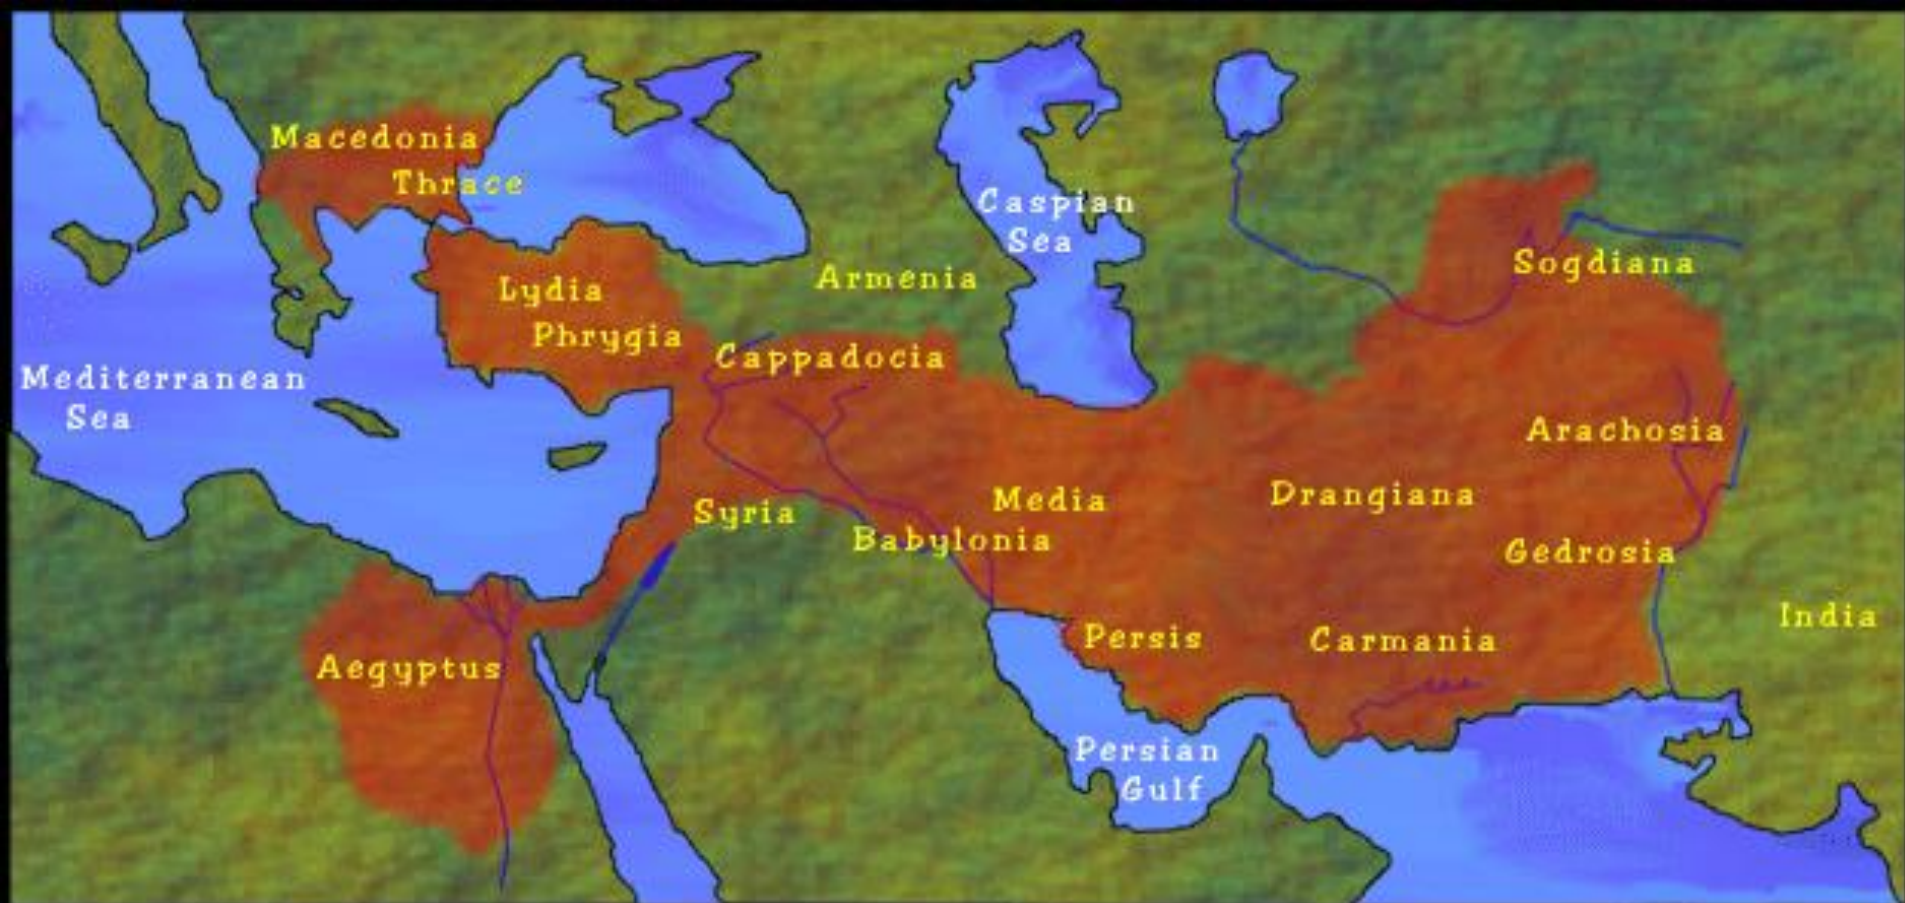 Macedonia
Thrace
Caspian
Sea
Sogdiana
Armenia
Lydia
Phrygia
Cappadocia
Mediterranean
Sea
Arachosia
Drangiana
Media
Syria
Babylonia
Gedrosia
India
Persis
Carmania
Aegyptus
Persian
Gulf